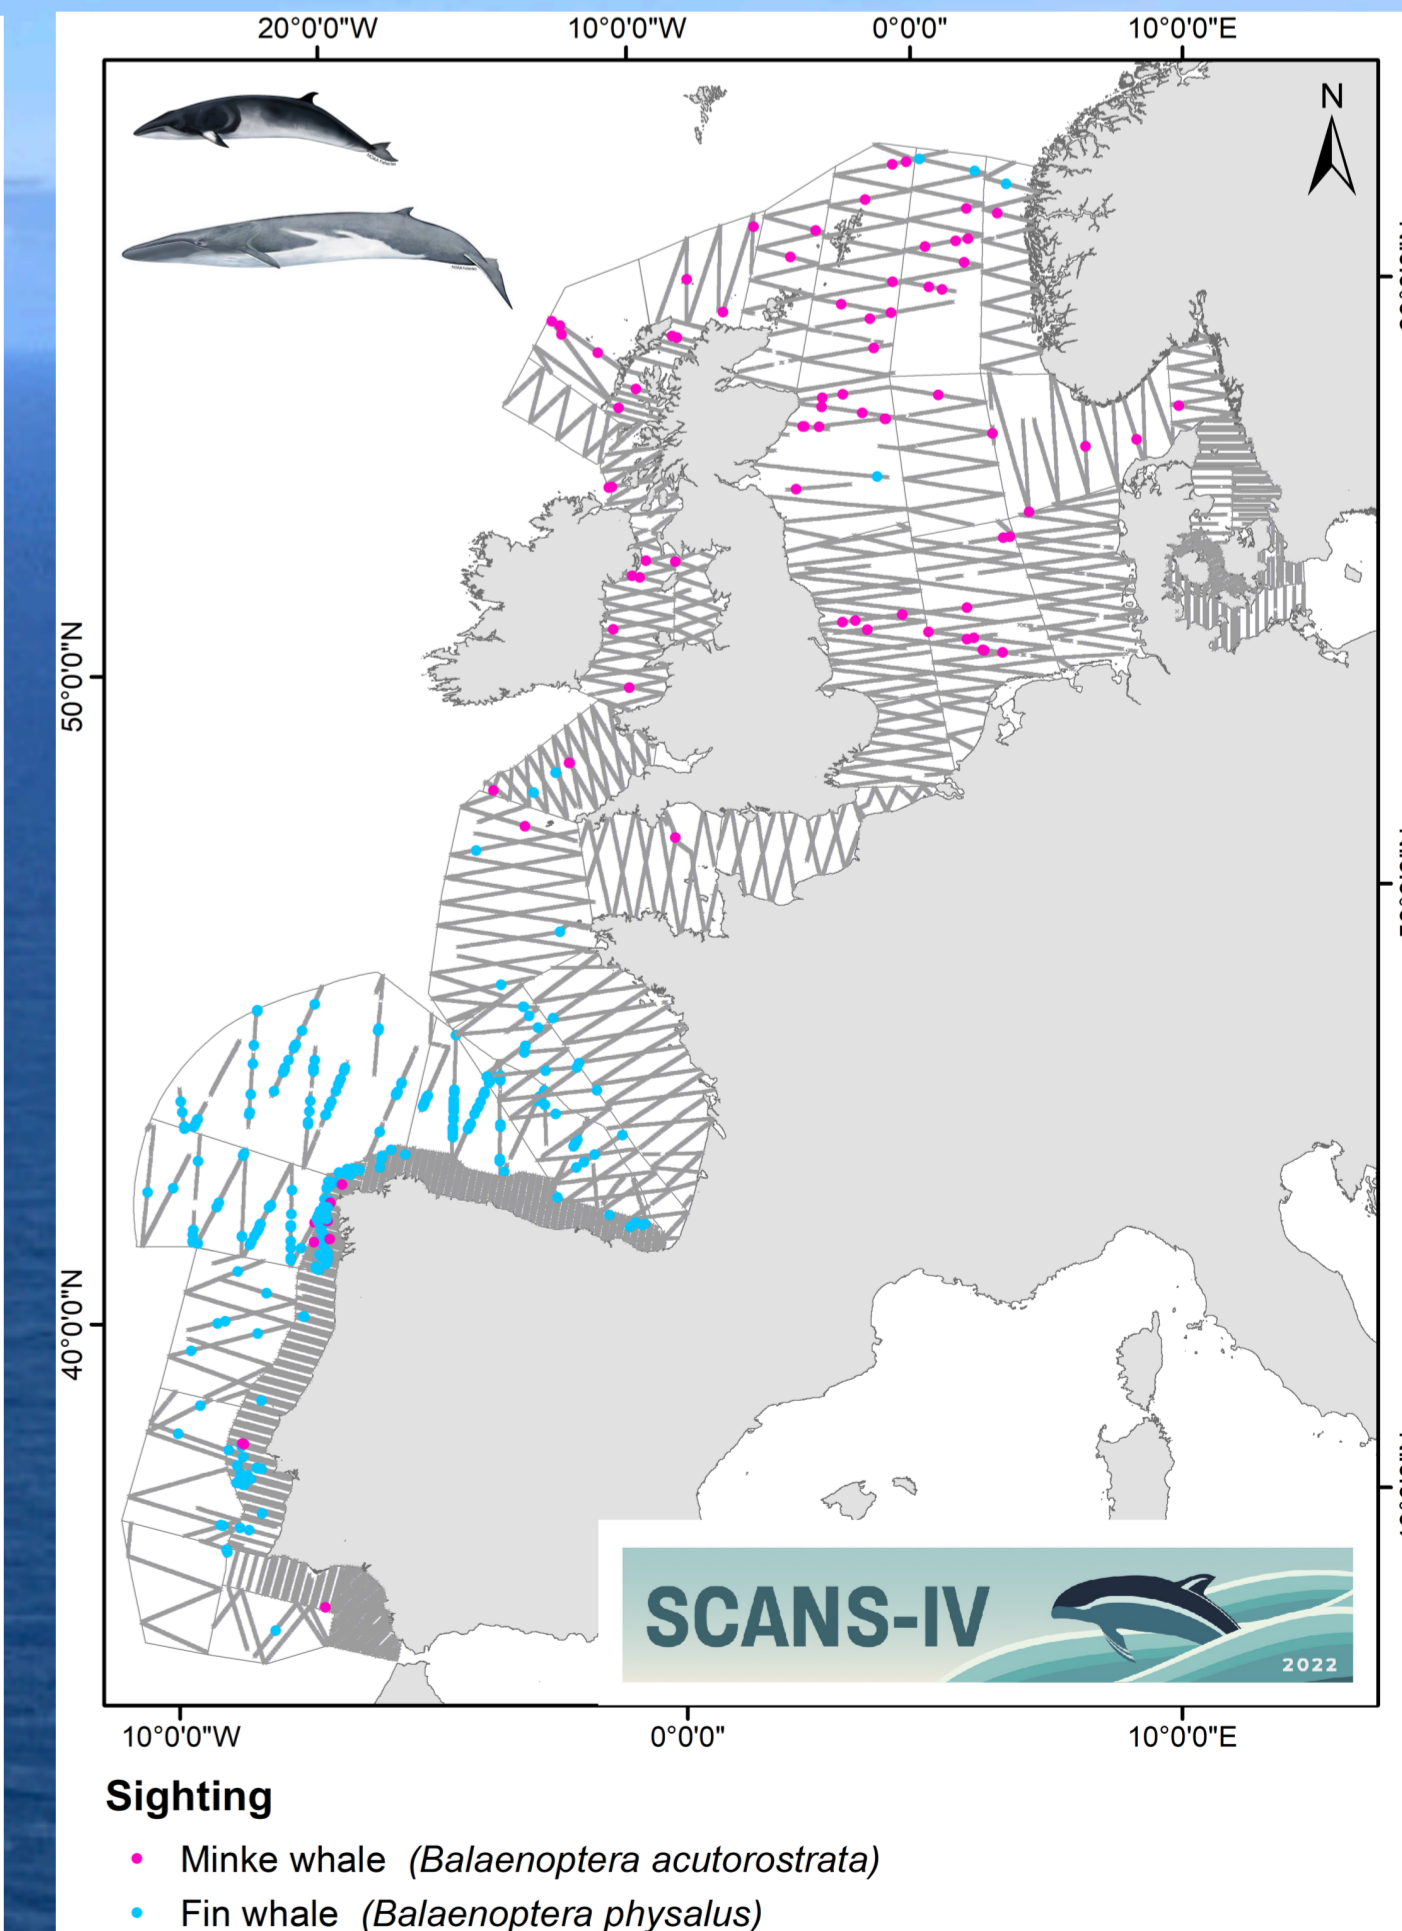 20°0'0"W 10°0'0"W 0°0'0" 10°0'0"E
N
50°0'0"N
40°0'0"N
SCANS-IV
2022
10°0'0"W 0°0'0" 10°0'0"E
Sighting
Minke whale (Balaenoptera acutorostrata)
Fin whale (Balaenoptera physalus)